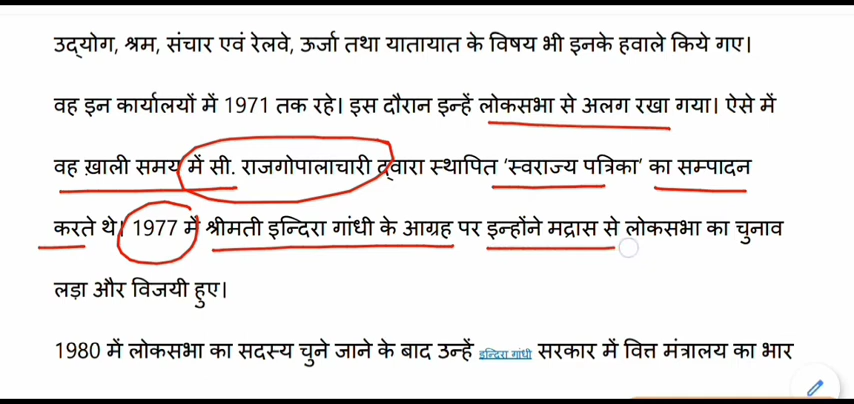 उद्योग, श्रम, संचार एवं रेलवे, ऊर्जा तथा यातायात के विषय भी इनके हवाले किये गए।
वह इन कार्यालयों में 1971 तक रहे। इस दौरान इन्हें लोकसभा से अलग रखा गया। ऐसे में
वह ख़ाली समय में सी. राजगोपालाचारी द्वारा स्थापित 'स्वराज्य पत्रिका' का सम्पादन
करते थे। 1977 में श्रीमती इन्दिरा गांधी के आग्रह पर इन्होंने मद्रास से लोकसभा का चुनाव
लड़ा और विजयी हुए।
1980 में लोकसभा का सदस्य चुने जाने के बाद उन्हें इन्दिरा गांधी सरकार में वित्त मंत्रालय का भार